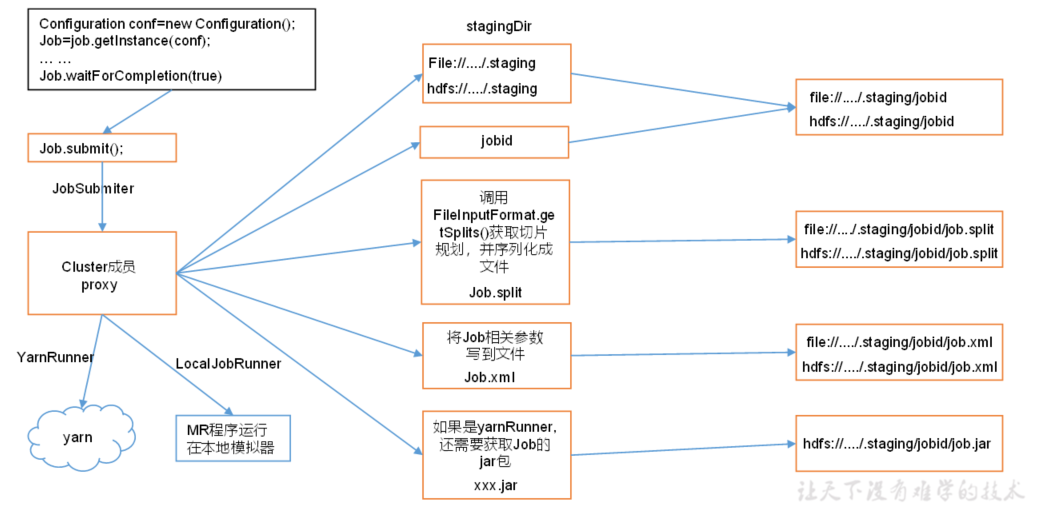 Configuration conf=new Configuration();
Job=job.getInstance(conf);
... ...
Job.waitForCompletion(true)
Job.submit();
JobSubmiter
Cluster成员
proxy
YarnRunner
LocalJobRunner
yarn
MR程序运行
在本地模拟器
stagingDir
File://..../.staging
hdfs://..../.staging
jobid
调用
FileInputFormat.ge
tSplits()获取切片
规划，并序列化成
文件
Job.split
将Job相关参数
写到文件
Job.xml
如果是yarnRunner,
还需要获取Job的
jar包
xxx.jar
file://..../.staging/jobid
hdfs://..../.staging/jobid
file://..../.staging/jobid/job.split
hdfs://..../.staging/jobid/job.split
file://..../.staging/jobid/job.xml
hdfs://..../.staging/jobid/job.xml
hdfs://..../.staging/jobid/job.jar
让天下没有难学的技术